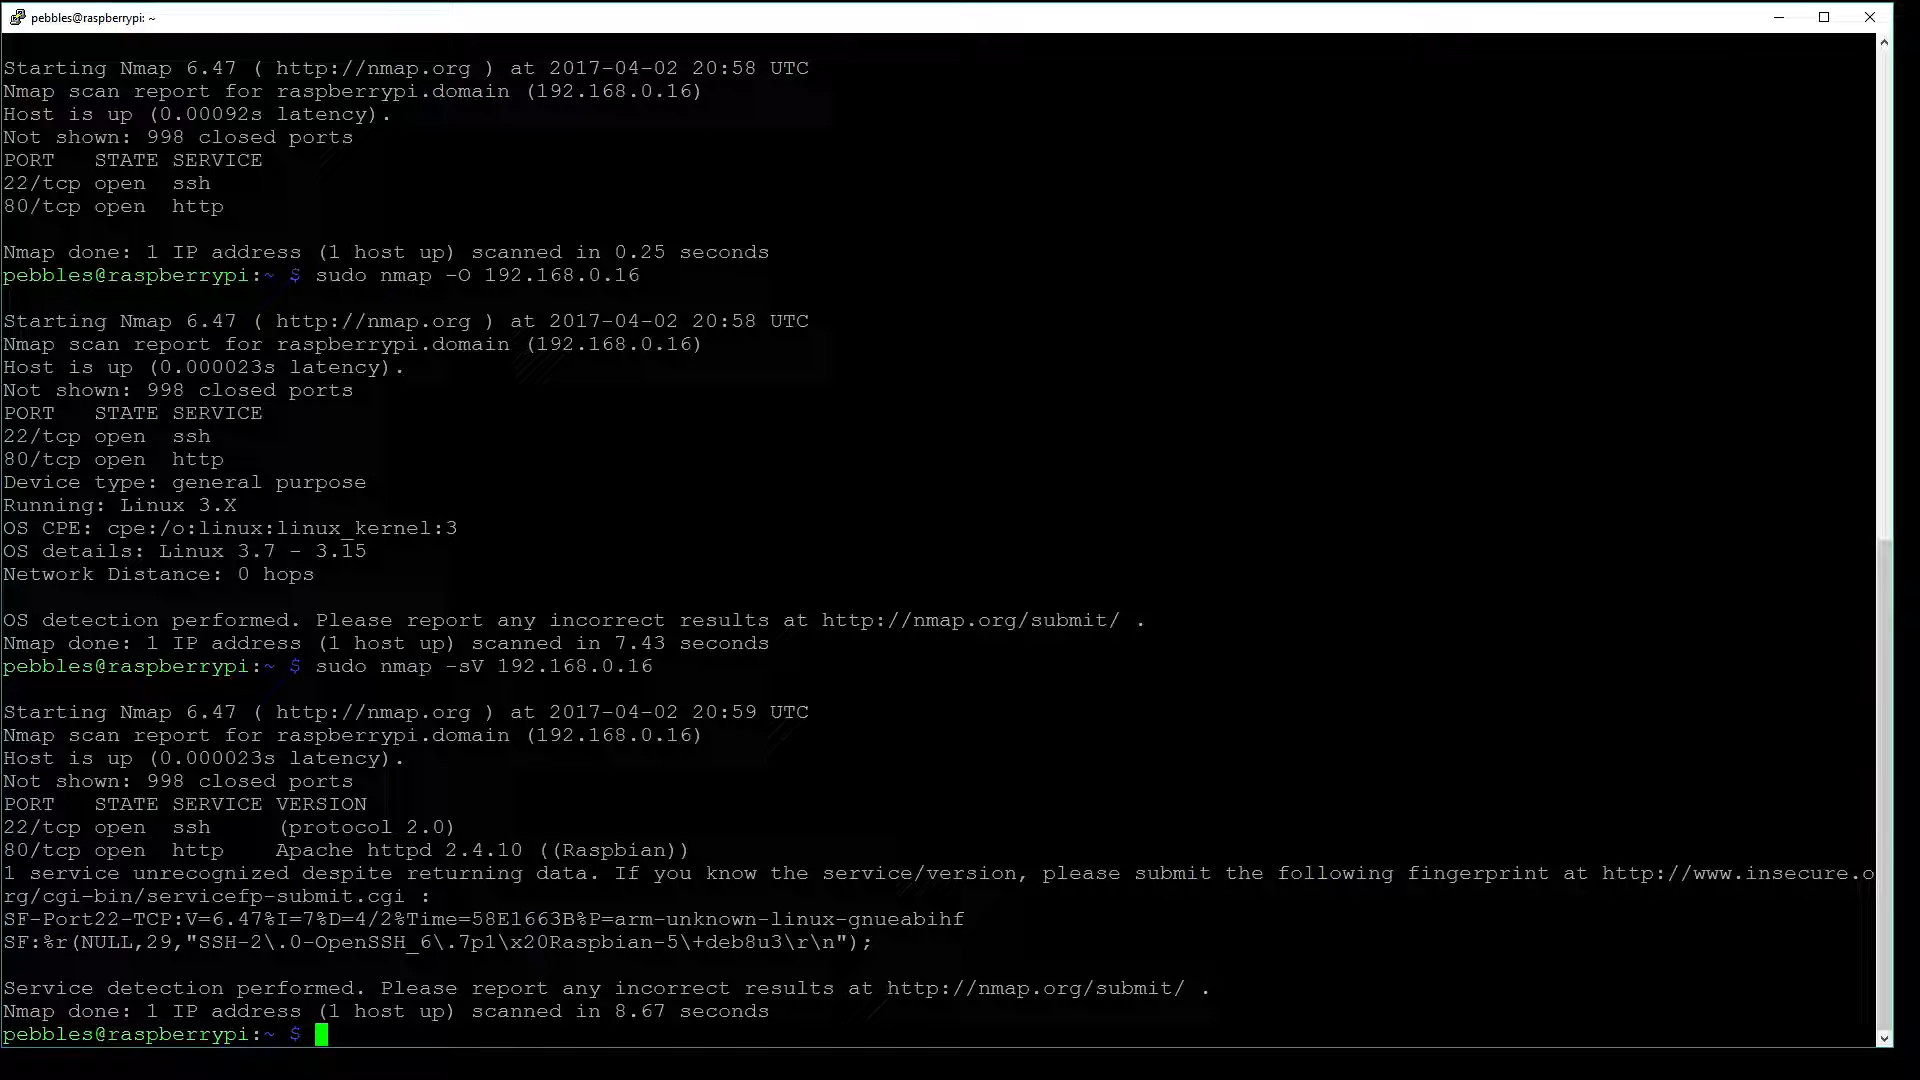 pebbles@raspberrypi: ~
Starting Nmap 6.47 ( http://nmap.org ) at 2017-04-02 20:58 UTC
Nmap scan report for raspberrypi.domain (192.168.0.16)
Host is up (0.00092s latency).
Not shown: 998 closed ports
PORT   STATE SERVICE
22/tcp open  ssh
80/tcp open  http
Nmap done: 1 IP address (1 host up) scanned in 0.25 seconds
pebbles@raspberrypi:~ $ sudo nmap -O 192.168.0.16
Starting Nmap 6.47 ( http://nmap.org ) at 2017-04-02 20:58 UTC
Nmap scan report for raspberrypi.domain (192.168.0.16)
Host is up (0.000023s latency).
Not shown: 998 closed ports
PORT   STATE SERVICE
22/tcp open  ssh
80/tcp open  http
Device type: general purpose
Running: Linux 3.X
OS CPE: cpe:/o:linux:linux_kernel:3
OS details: Linux 3.7 - 3.15
Network Distance: 0 hops
OS detection performed. Please report any incorrect results at http://nmap.org/submit/ .
Nmap done: 1 IP address (1 host up) scanned in 7.43 seconds
pebbles@raspberrypi:~ $ sudo nmap -sV 192.168.0.16
Starting Nmap 6.47 ( http://nmap.org ) at 2017-04-02 20:59 UTC
Nmap scan report for raspberrypi.domain (192.168.0.16)
Host is up (0.000023s latency).
Not shown: 998 closed ports
PORT   STATE SERVICE VERSION
22/tcp open  ssh     (protocol 2.0)
80/tcp open  http    Apache httpd 2.4.10 ((Raspbian))
1 service unrecognized despite returning data. If you know the service/version, please submit the following fingerprint at http://www.insecure.o
rg/cgi-bin/servicefp-submit.cgi :
SF-Port22-TCP:V=6.47%I=7%D=4/2%Time=58E1663B%P=arm-unknown-linux-gnueabihf
SF:%r(NULL,29,"SSH-2\.0-OpenSSH_6\.7p1\x20Raspbian-5\+deb8u3\r\n");
Service detection performed. Please report any incorrect results at http://nmap.org/submit/ .
Nmap done: 1 IP address (1 host up) scanned in 8.67 seconds
pebbles@raspberrypi:~ $